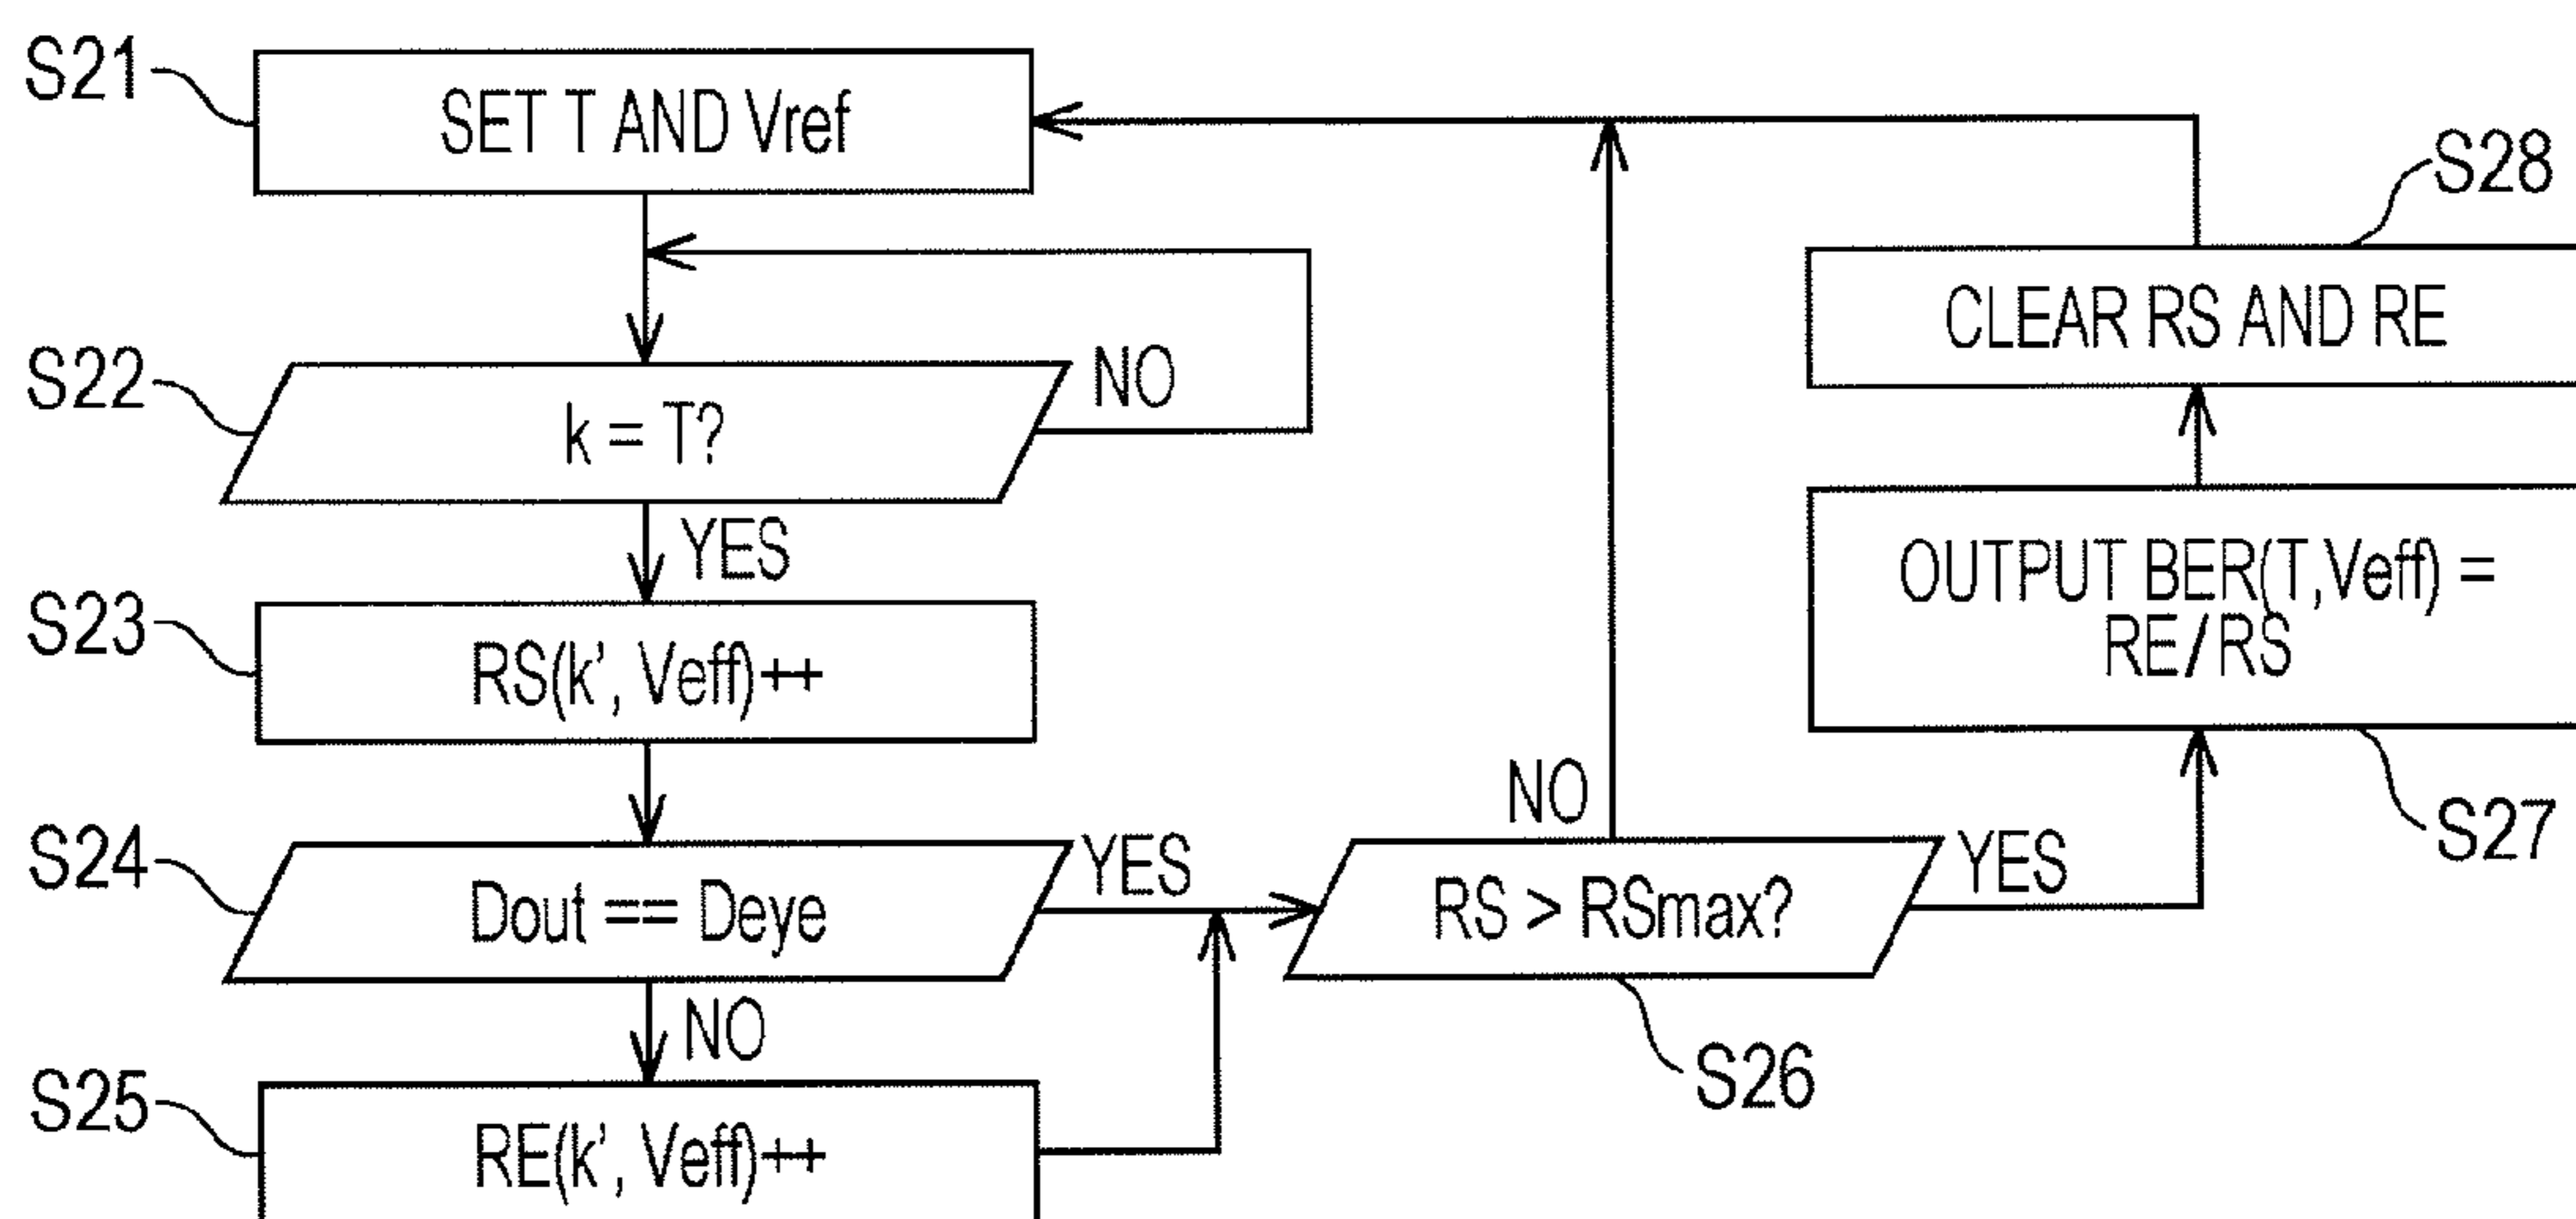 S21
SET T AND Vref
S22
k = T?
NO
YES
S23
RS(k', Veff)++
S24
Dout == Deye
YES
NO
S25
RE(k', Veff)++
RS > RSmax?
NO
YES
S26
OUTPUT BER(T,Veff) =
RE/RS
S27
CLEAR RS AND RE
S28